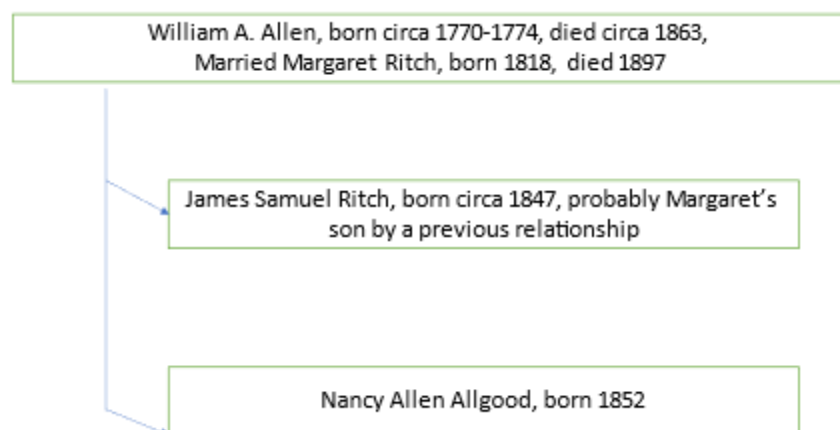 William A. Allen, born circa 1770-1774, died circa 1863,
Married Margaret Ritch, born 1818, died 1897
James Samuel Ritch, born circa 1847, probably Margaret’s
son by a previous relationship
Nancy Allen Allgood, born 1852